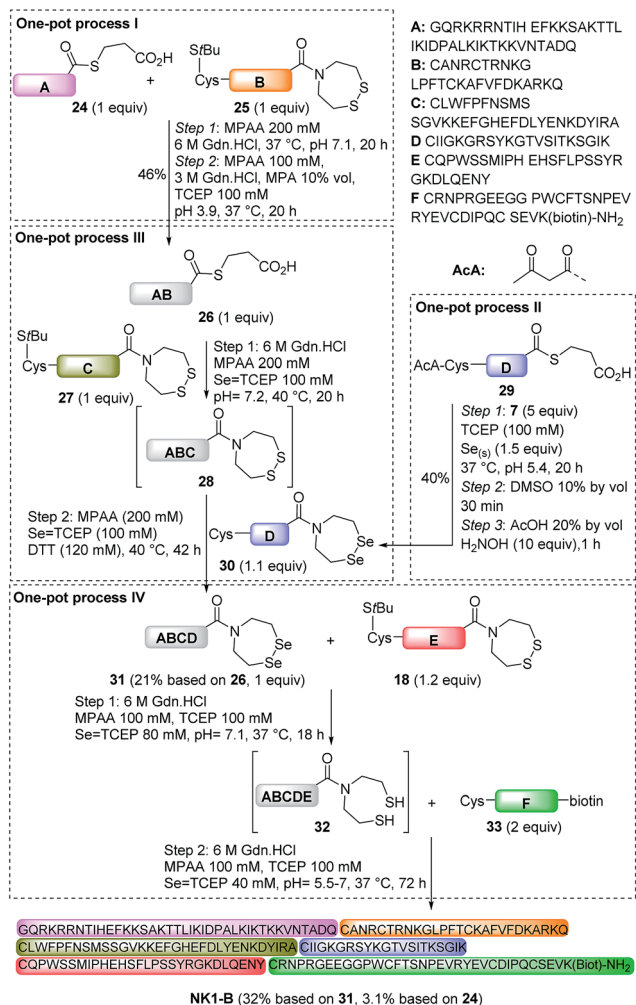 One-pot process I
CO₂H
O
S
A
+
StBu
Cys
B
O
N
S
S
24 (1 equiv)
25 (1 equiv)
Step 1: MPAA 200 mM
6 M Gdn.HCl, 37 °C, pH 7.1, 20 h
Step 2: MPAA 100 mM,
3 M Gdn.HCl, MPA 10% vol,
TCEP 100 mM
pH 3.9, 37 °C, 20 h
46%
A: GQRKRRNTIH EFKKSAKTTL
IKIDPALKIKTKKVNTADQ
B: CANRCTRNKG
LPFTCKAFVFDKARKQ
C: CLWFPFNSMS
SGVKKEFGHEFDLYENKDYIRA
D CIIGKGRSYKGTVSITKSGIK
E CQPWSSMIPH EHSFLPSSYR
GKDLQENY
F CRNPRGEEGG PWCFTSNPEV
RYEVCDIPQC SEVK(biotin)-NH₂
AcA:
O
O
One-pot process III
O
CO₂H
AB
S
26 (1 equiv)
StBu
Cys
C
O
N
S
S
27 (1 equiv)
Step 1: 6 M Gdn.HCl
MPAA 200 mM
Se=TCEP 100 mM
pH= 7.2, 40 °C, 20 h
ABC
O
N
S
S
28
Step 2: MPAA (200 mM)
Se=TCEP (100 mM)
DTT (120 mM), 40 °C, 42 h
Cys
D
O
N
Se
Se
30 (1.1 equiv)
One-pot process II
O
AcA-Cys
D
S
CO₂H
29
Step 1: 7 (5 equiv)
TCEP (100 mM)
Se(s) (1.5 equiv)
37 °C, pH 5.4, 20 h
Step 2: DMSO 10% by vol
30 min
Step 3: AcOH 20% by vol
H₂NOH (10 equiv),1 h
40%
One-pot process IV
O
ABCD
N
Se
Se
+
StBu
Cys
E
O
N
S
S
31 (21% based on 26, 1 equiv)
18 (1.2 equiv)
Step 1: 6 M Gdn.HCl
MPAA 100 mM, TCEP 100 mM
Se=TCEP 80 mM, pH= 7.1, 37 °C, 18 h
O
ABCDE
N
SH
SH
32
+
Cys
F
biotin
33 (2 equiv)
Step 2: 6 M Gdn.HCl
MPAA 100 mM, TCEP 100 mM
Se=TCEP 40 mM, pH= 5.5-7, 37 °C, 72 h
GQRKRRNTIHEFKKSAKTTLIKIDPALKIKTKKVNTADQ CANRCTRNKGLPFTCKAFVFDKARKQ
CLWFPFNSMSSGVKKEFGHEFDLYENKDYIRA CIIGKGRSYKGTVSITKSGIK
CQPWSSMIPHEHSFLPSSYRGKDLQENY CRNPRGEEGGPWCFTSNPEVRYEVCDIPQCSEVK(Biot)-NH₂
NK1-B (32% based on 31, 3.1% based on 24)